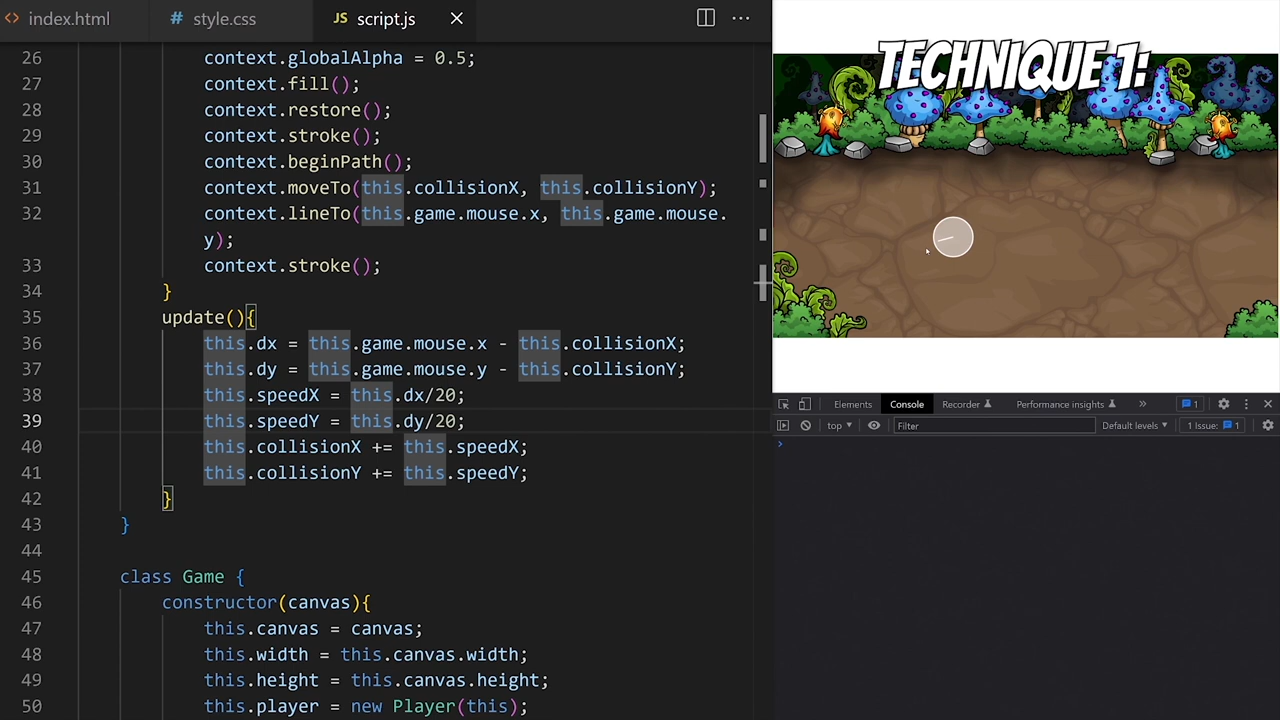 index.html
# style.css
JS script.js
26 context.globalAlpha = 0.5;
27 context.fill();
28 context.restore();
29 context.stroke();
30 context.beginPath();
31 context.moveTo(this.collisionX, this.collisionY);
32 context.lineTo(this.game.mouse.x, this.game.mouse.
y);
33 context.stroke();
34 }
35 update(){
36 this.dx = this.game.mouse.x - this.collisionX;
37 this.dy = this.game.mouse.y - this.collisionY;
38 this.speedX = this.dx/20;
39 this.speedY = this.dy/20;
40 this.collisionX += this.speedX;
41 this.collisionY += this.speedY;
42 }
43 }
44
45 class Game {
46 constructor(canvas){
47 this.canvas = canvas;
48 this.width = this.canvas.width;
49 this.height = this.canvas.height;
50 this.player = new Player(this);
TECHNIQUE 1:
Elements Console Recorder Performance insights 1
top Filter Default levels 1 Issue: 1